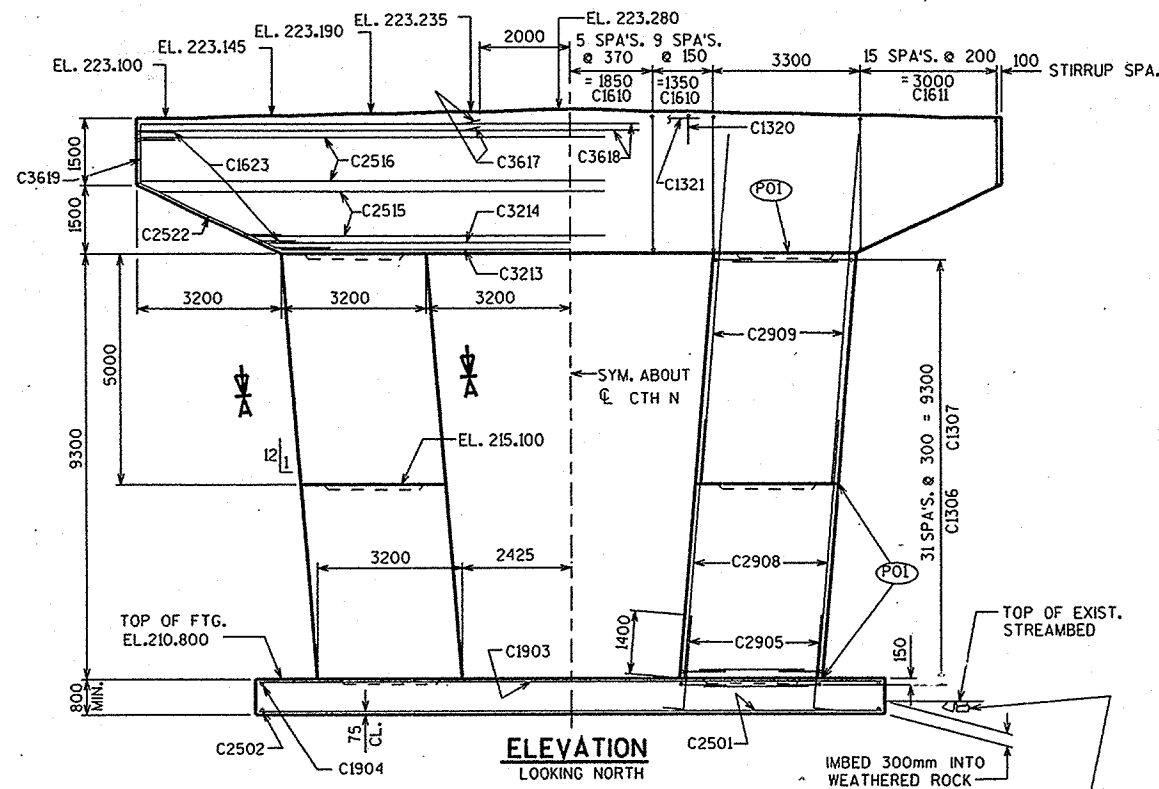 EL. 223.280
EL. 223.235
EL. 223.190
EL. 223.145
EL. 223.100
2000
5 SPA'S.
@ 370
= 1850
C1610
9 SPA'S.
@ 150
=1350
C1610
3300
15 SPA'S. @ 200
=3000
C1611
100
STIRRUP SPA.
1500
1500
C3619
C1623
C2516
C3617
C3618
C1320
C1321
P01
C2522
C2515
C3214
C3213
3200
3200
3200
5000
9300
A
A
SYM. ABOUT
℄ CTH N
C2909
31 SPA'S. @ 300 = 9300
C1306
C1307
12
1
EL. 215.100
3200
2425
C2908
P01
TOP OF FTG.
EL.210.800
1400
C2905
150
TOP OF EXIST.
STREAMBED
C1903
800
MIN.
75
CL.
C2502
C1904
C2501
ELEVATION
LOOKING NORTH
IMBED 300mm INTO
WEATHERED ROCK